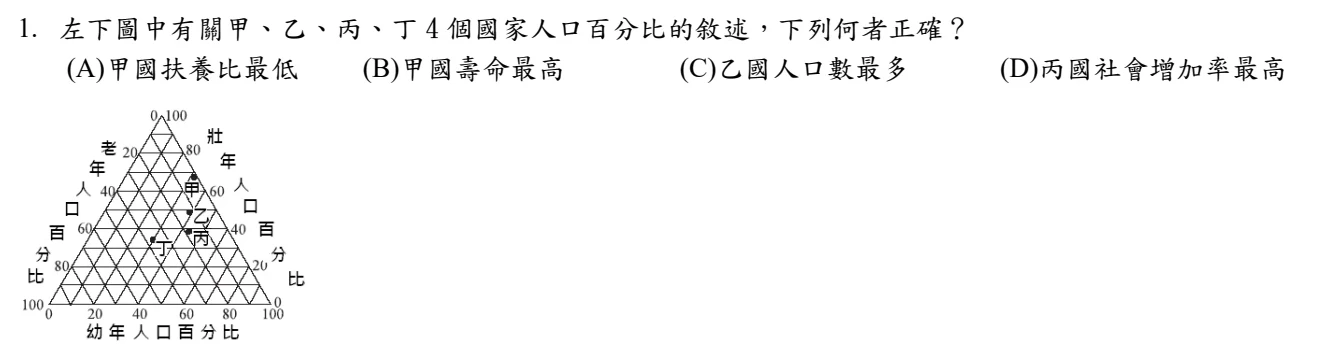 1. 左下圖中有關甲、乙、丙、丁 4 個國家人口百分比的敘述，下列何者正確？
(A)甲國扶養比最低 (B)甲國壽命最高 (C)乙國人口數最多 (D)丙國社會增加率最高
0 100
20 80
40 60
60 40
80 20
100 0
0 20 40 60 80 100
老年人口百分比
壯年人口百分比
幼年人口百分比
甲
乙
丙
丁